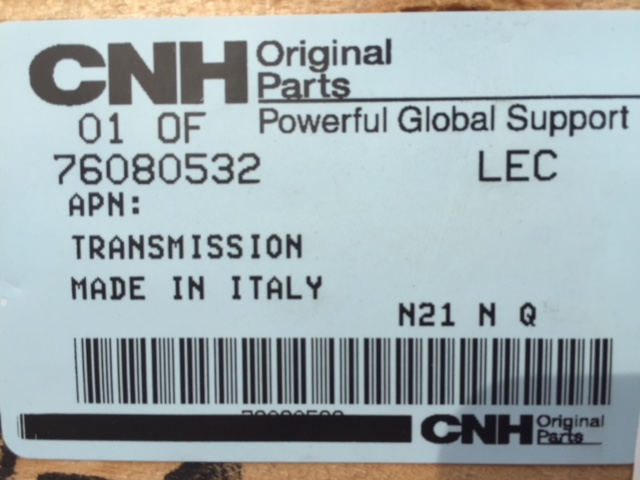 CNH Original
Parts
01 OF Powerful Global Support
76080532 LEC
APN:
TRANSMISSION
MADE IN ITALY
N21 N Q
CNH Original
Parts